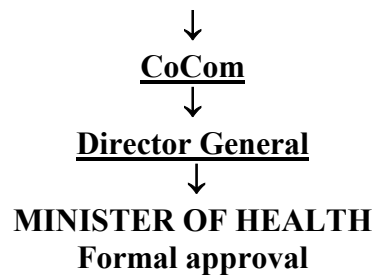 CoCom
Director General
MINISTER OF HEALTH
Formal approval